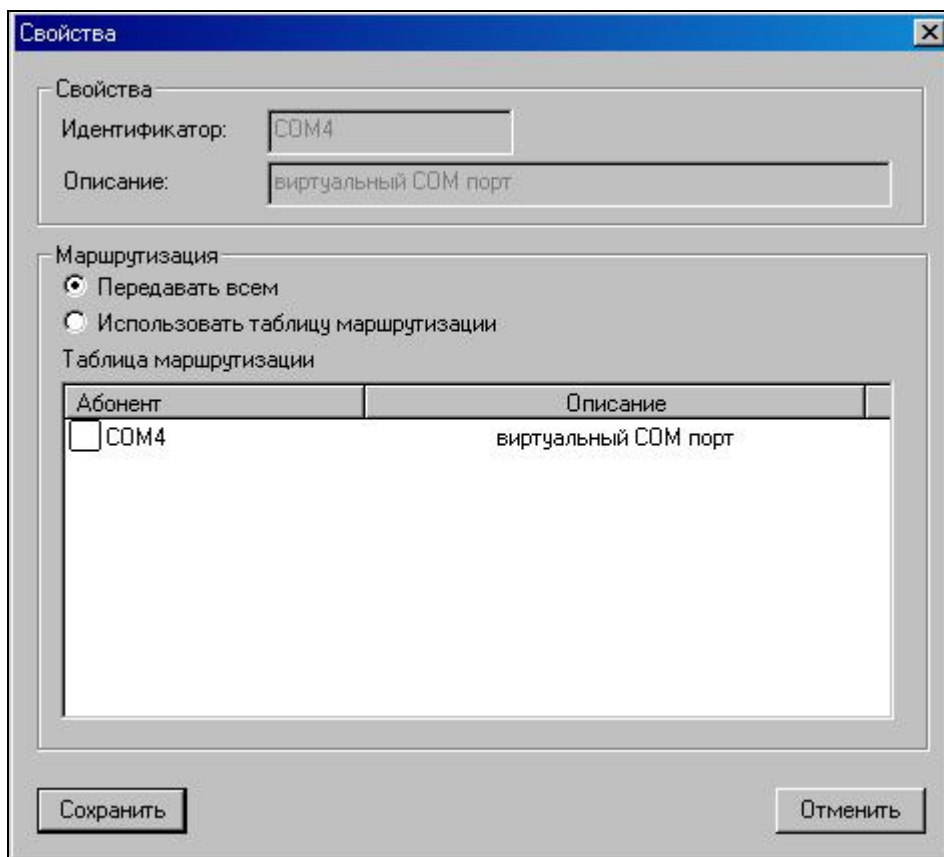 Свойства
Свойства
Идентификатор: COM4
Описание: виртуальный COM порт
Маршрутизация
Передавать всем
Использовать таблицу маршрутизации
Таблица маршрутизации
Абонент Описание
COM4 виртуальный COM порт
Сохранить Отменить